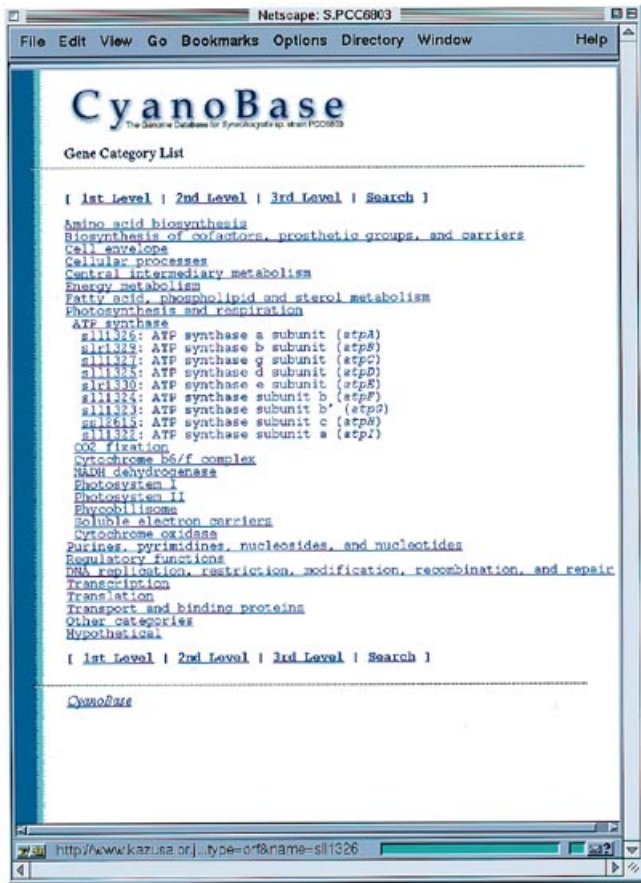 Netscape: S.PCC6803
File Edit View Go Bookmarks Options Directory Window Help
CyanoBase
The Genome Database for Synechocystis sp. strain PCC6803
Gene Category List
[ 1st Level | 2nd Level | 3rd Level | Search ]
Amino acid biosynthesis
Biosynthesis of cofactors, prosthetic groups, and carriers
Cell envelope
Cellular processes
Central intermediary metabolism
Energy metabolism
Fatty acid, phospholipid and sterol metabolism
Photosynthesis and respiration
ATP synthase
sll1326: ATP synthase a subunit (atpA)
slr1329: ATP synthase b subunit (atpB)
sll1327: ATP synthase g subunit (atpC)
sll1325: ATP synthase d subunit (atpD)
slr1330: ATP synthase e subunit (atpE)
sll1324: ATP synthase subunit b (atpF)
sll1323: ATP synthase subunit b' (atpG)
ssl2615: ATP synthase subunit c (atpH)
sll1322: ATP synthase subunit a (atpI)
CO2 fixation
Cytochrome b6/f complex
NADH dehydrogenase
Photosystem I
Photosystem II
Phycobilisome
Soluble electron carriers
Cytochrome oxidase
Purines, pyrimidines, nucleosides, and nucleotides
Regulatory functions
DNA replication, restriction, modification, recombination, and repair
Transcription
Translation
Transport and binding proteins
Other categories
Hypothetical
[ 1st Level | 2nd Level | 3rd Level | Search ]
CyanoBase
http://www.kazusa.or.j...type=orf&name=sll1326